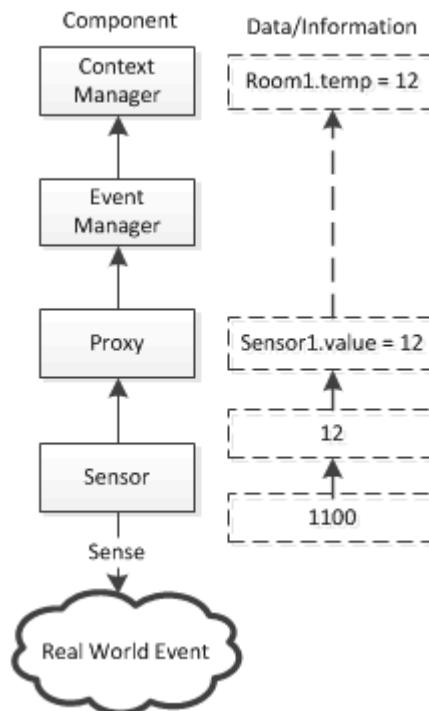 Component
Data/Information
Context
Manager
Room1.temp = 12
Event
Manager
Proxy
Sensor1.value = 12
12
Sensor
1100
Sense
Real World Event